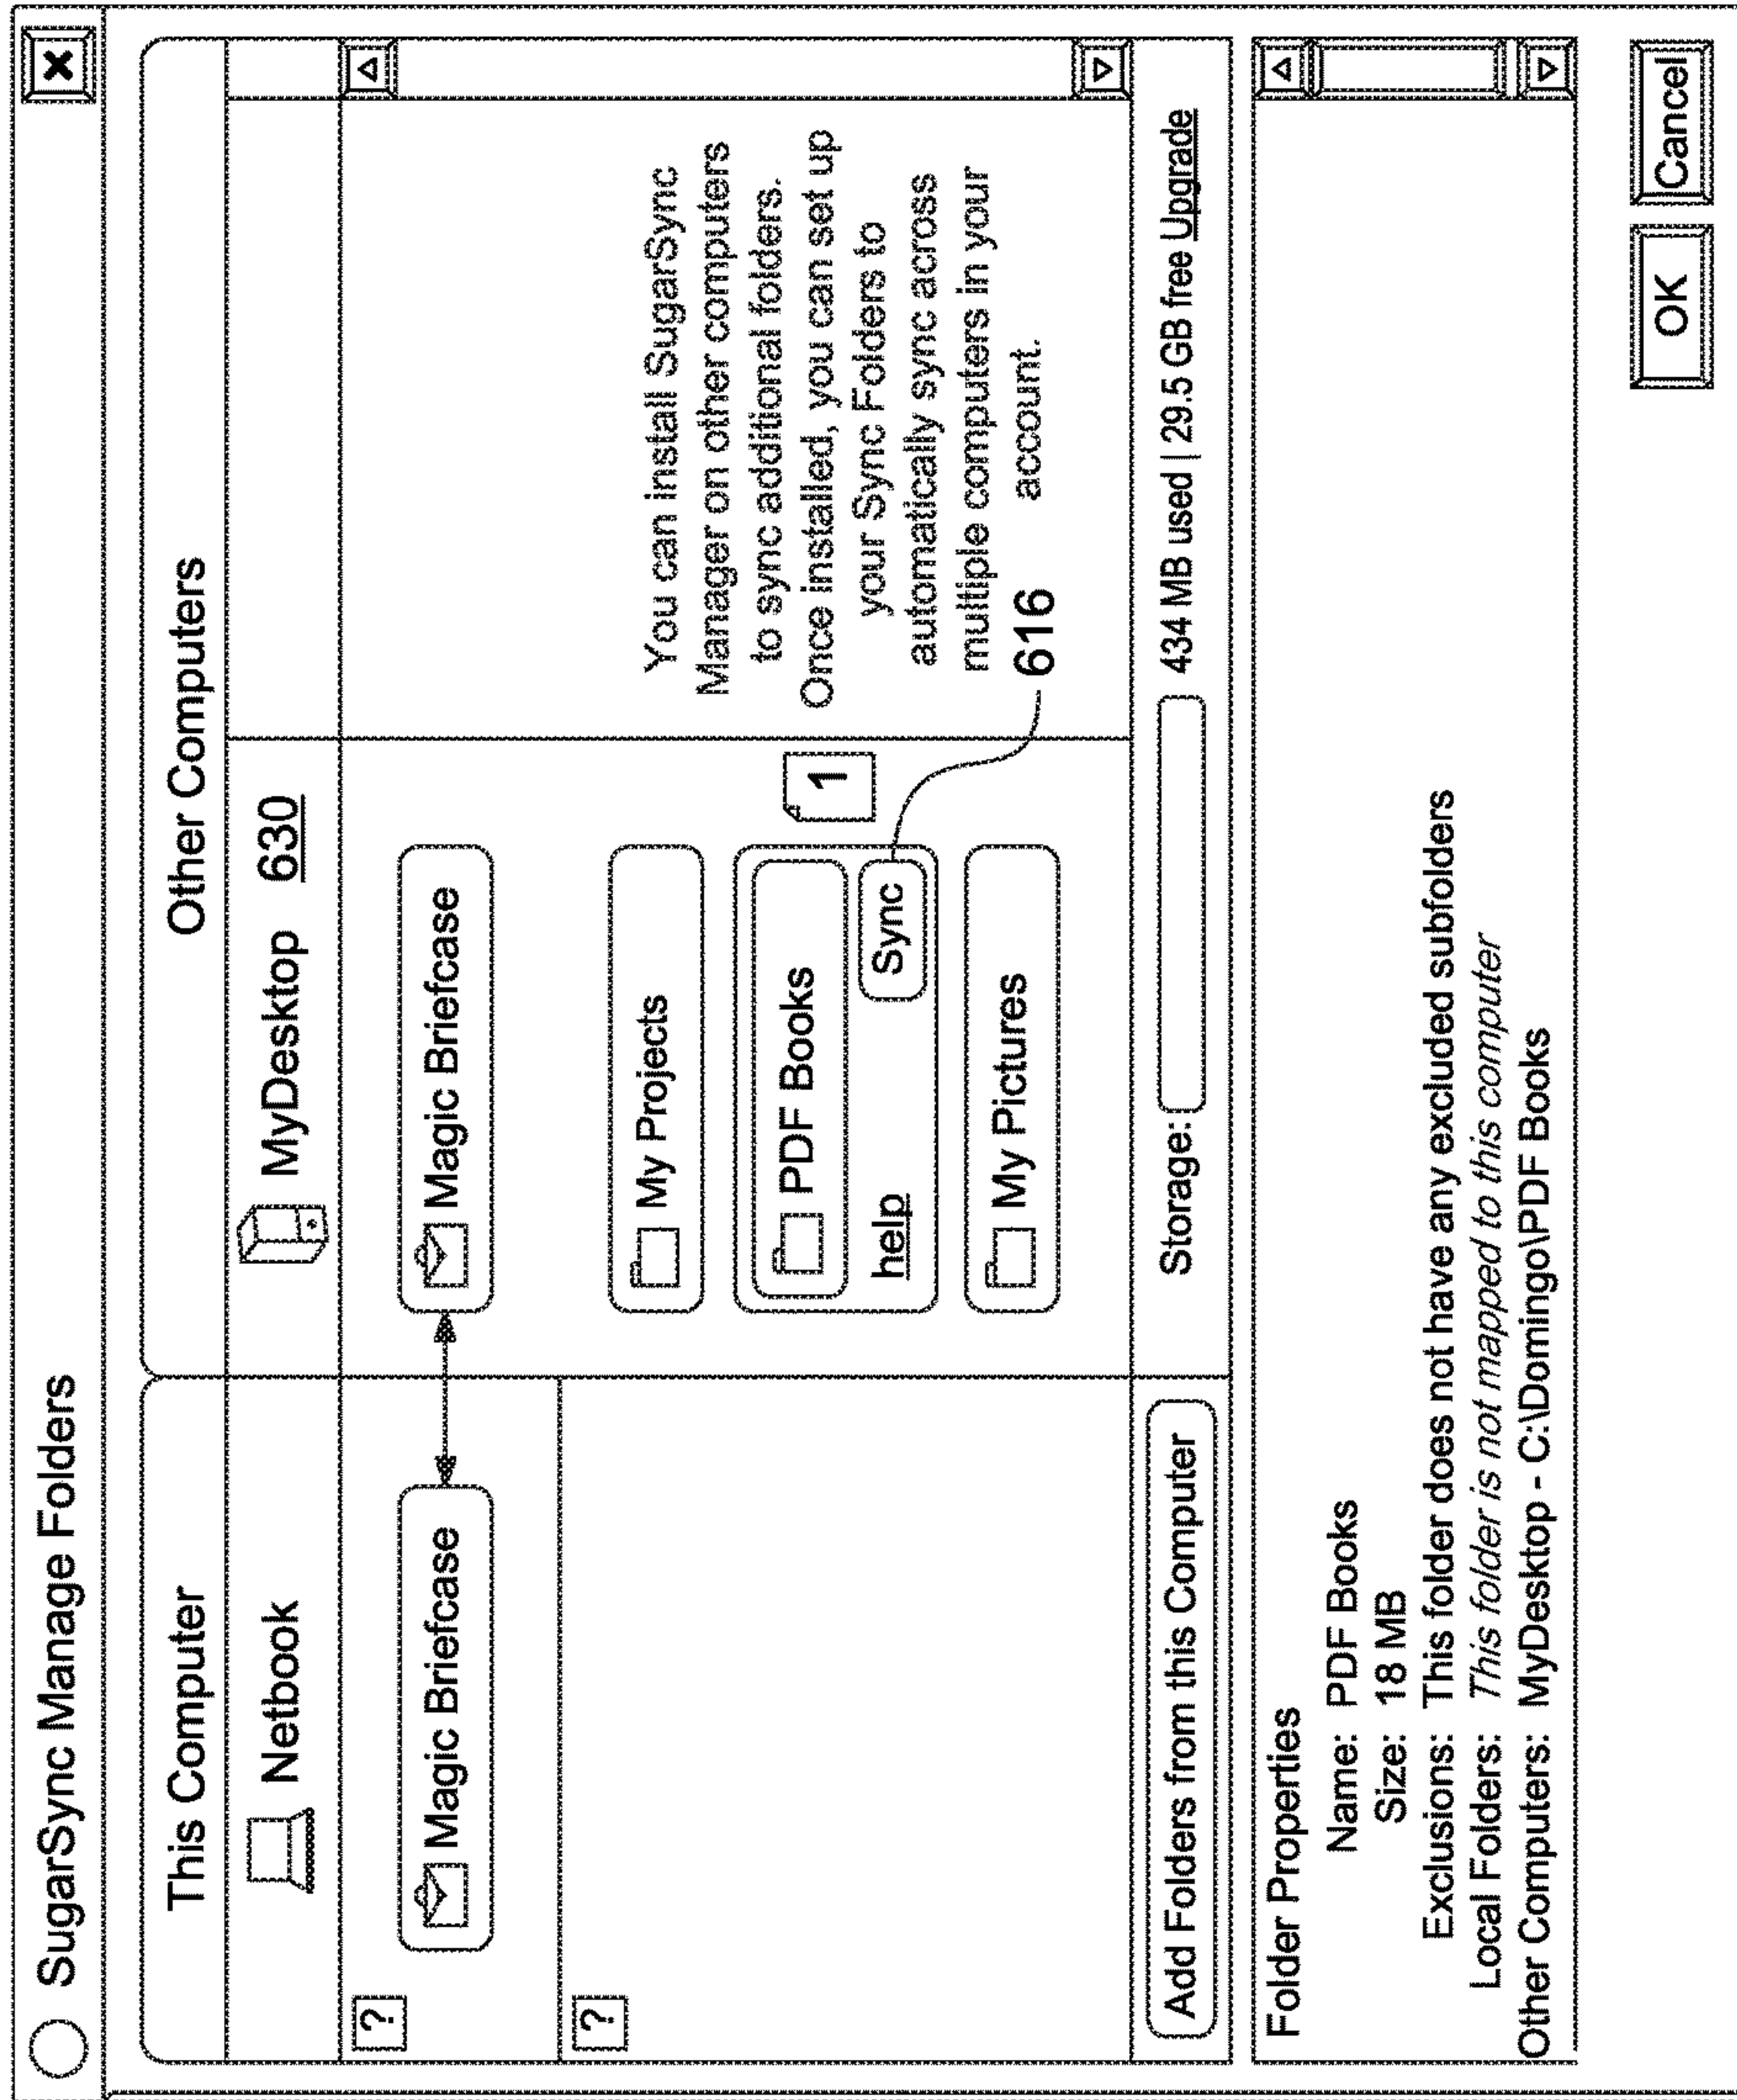 SugarSync Manage Folders
This Computer
Other Computers
Netbook
MyDesktop 630
?
Magic Briefcase
Magic Briefcase
?
My Projects
PDF Books
1
help
Sync
My Pictures
You can install SugarSync
Manager on other computers
to sync additional folders.
Once installed, you can set up
your Sync Folders to
automatically sync across
multiple computers in your
account.
616
Add Folders from this Computer
Storage: 434 MB used | 29.5 GB free Upgrade
Folder Properties
Name: PDF Books
Size: 18 MB
Exclusions: This folder does not have any excluded subfolders
Local Folders: This folder is not mapped to this computer
Other Computers: MyDesktop - C:\Domingo\PDF Books
OK
Cancel